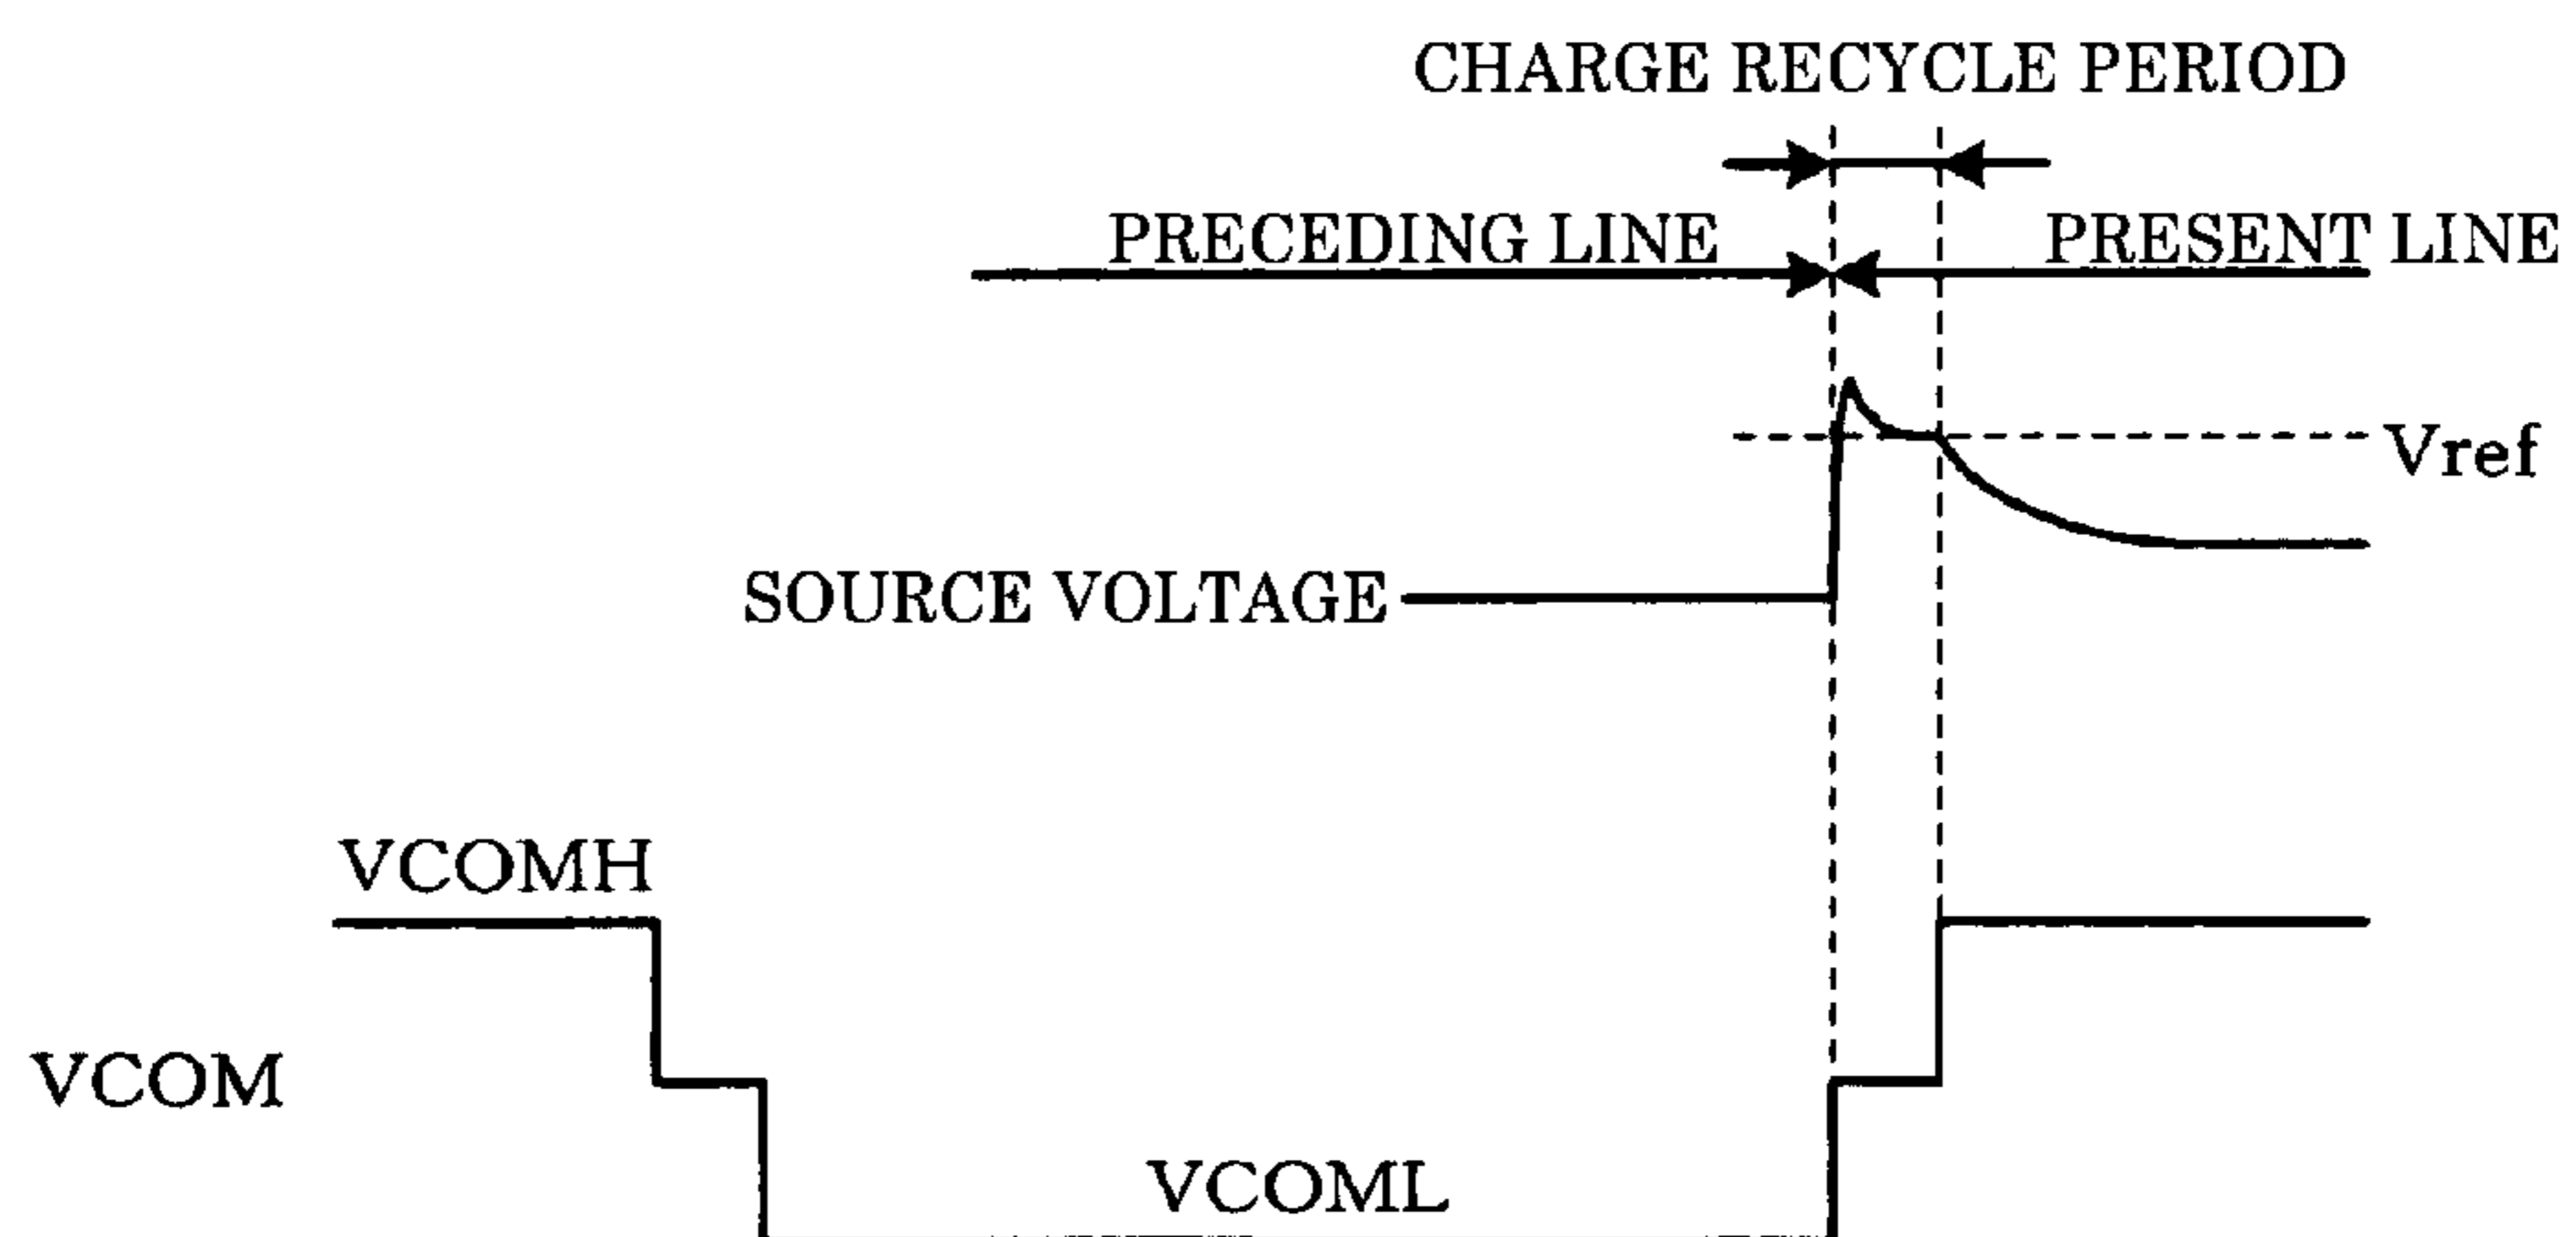 CHARGE RECYCLE PERIOD
PRECEDING LINE
PRESENT LINE
Vref
SOURCE VOLTAGE
VCOMH
VCOM
VCOML